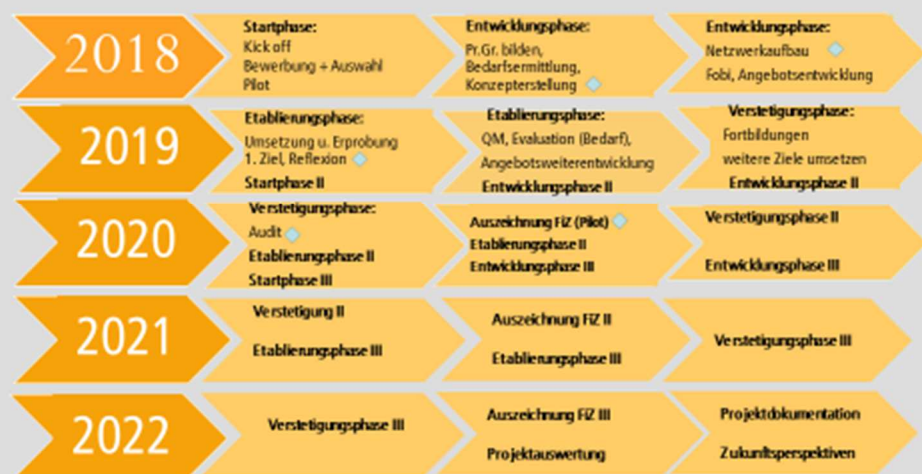 2018
Startphase:
Kick off
Bewerbung + Auswahl
Pilot
Entwicklungsphase:
Pr.Gr. bilden,
Bedarfsermittlung,
Konzepterstellung
Entwicklungsphase:
Netzwerkaufbau
Fobi, Angebotsentwicklung
2019
Etablierungsphase:
Umsetzung u. Erprobung
1. Ziel, Reflexion
Startphase II
Etablierungsphase:
QM, Evaluation (Bedarf),
Angebotsweiterentwicklung
Entwicklungsphase II
Verstetigungsphase:
Fortbildungen
weitere Ziele umsetzen
Entwicklungsphase II
2020
Verstetigungsphase:
Audit
Etablierungsphase II
Startphase III
Auszeichnung FiZ (Pilot)
Etablierungsphase II
Entwicklungsphase III
Verstetigungsphase II
Entwicklungsphase III
2021
Verstetigung II
Etablierungsphase III
Auszeichnung FiZ II
Etablierungsphase III
Verstetigungsphase III
2022
Verstetigungsphase III
Auszeichnung FiZ III
Projektauswertung
Projektdokumentation
Zukunftsperspektiven